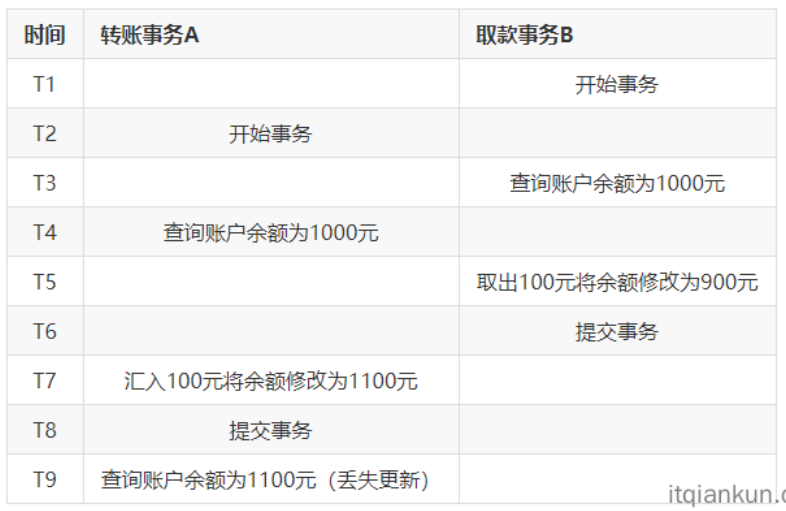 时间 转账事务A 取款事务B
T1 开始事务
T2 开始事务
T3 查询账户余额为1000元
T4 查询账户余额为1000元
T5 取出100元将余额修改为900元
T6 提交事务
T7 汇入100元将余额修改为1100元
T8 提交事务
T9 查询账户余额为1100元（丢失更新）
itqiankun.